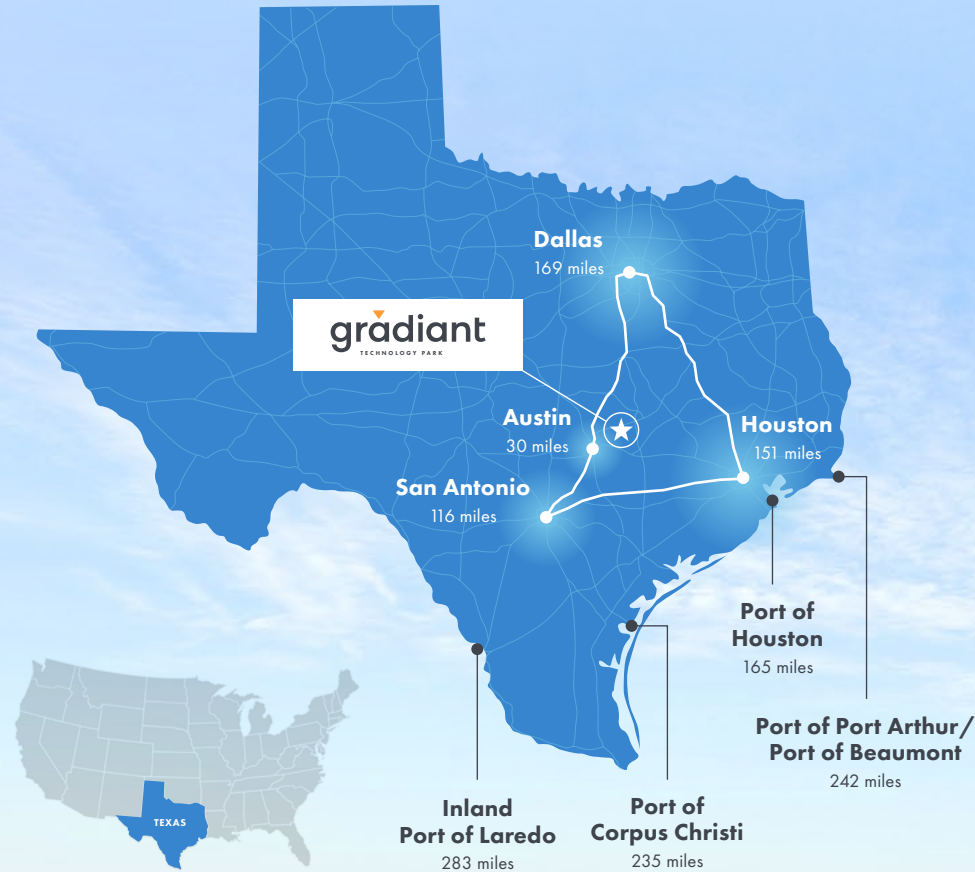 Dallas
169 miles
gradiant
TECHNOLOGY PARK
Austin
30 miles
Houston
151 miles
San Antonio
116 miles
Port of
Houston
165 miles
Port of Port Arthur/
Port of Beaumont
242 miles
Inland
Port of Laredo
283 miles
Port of
Corpus Christi
235 miles
TEXAS